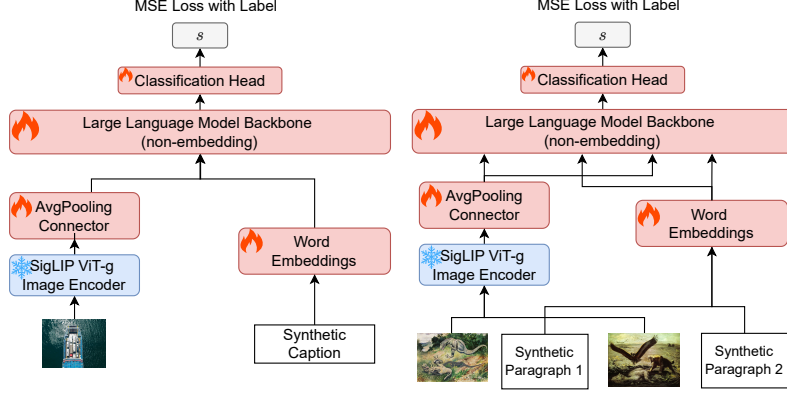 MSE Loss with Label
s
Classification Head
Large Language Model Backbone
(non-embedding)
AvgPooling
Connector
SigLIP ViT-g
Image Encoder
Word
Embeddings
Synthetic
Caption
MSE Loss with Label
s
Classification Head
Large Language Model Backbone
(non-embedding)
AvgPooling
Connector
SigLIP ViT-g
Image Encoder
Word
Embeddings
Synthetic
Paragraph 1
Synthetic
Paragraph 2